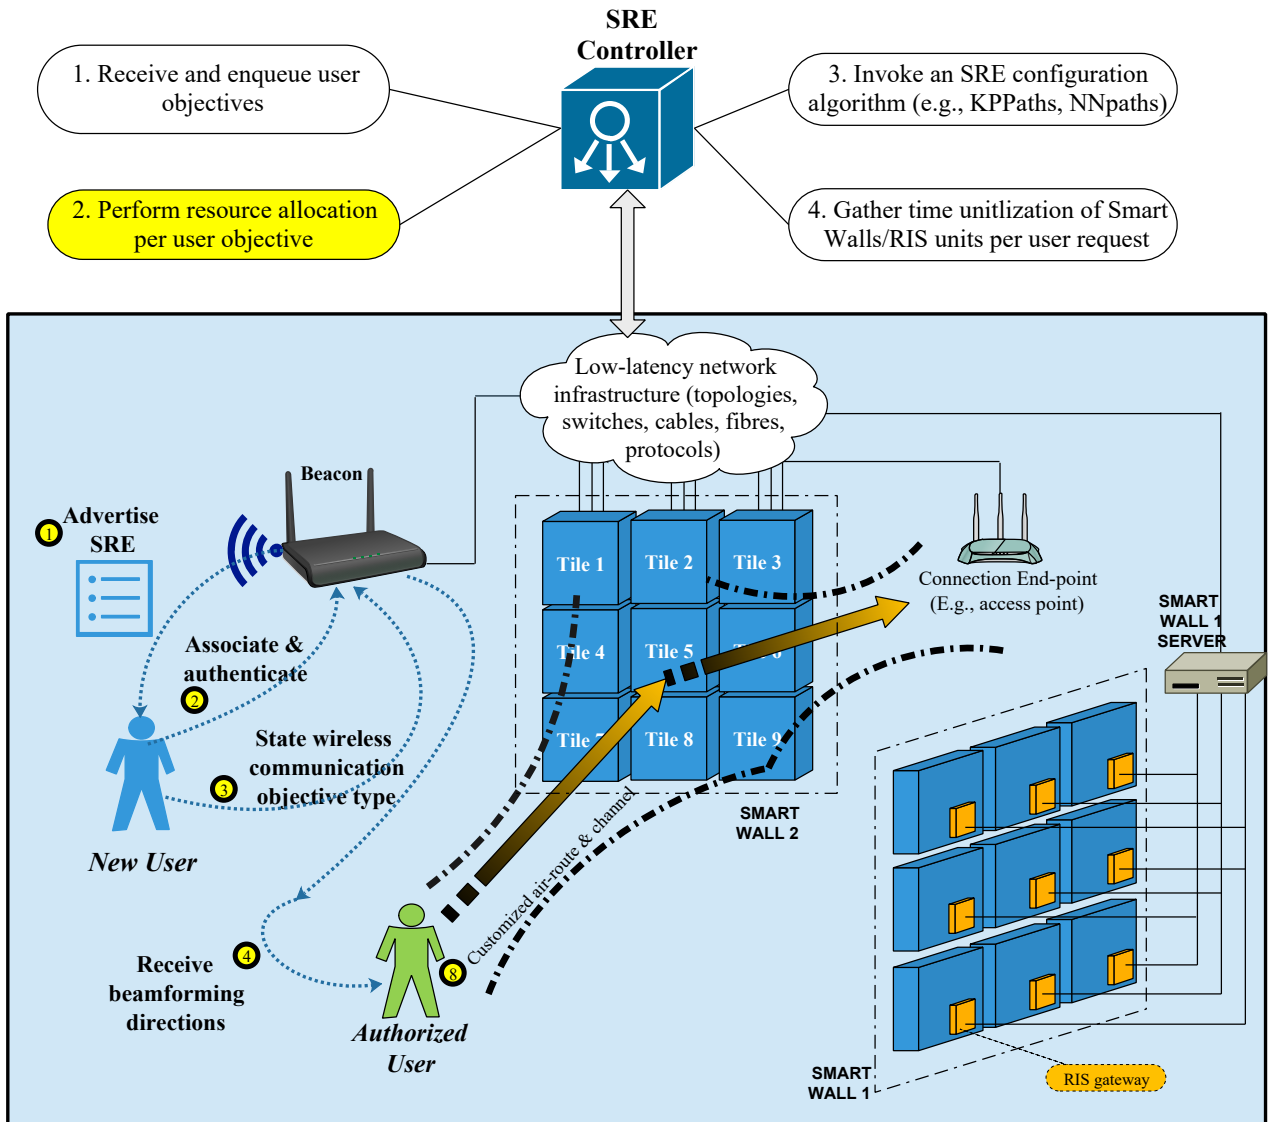 SRE
Controller
1. Receive and enqueue user
objectives
3. Invoke an SRE configuration
algorithm (e.g., KPPaths, NNpaths)
2. Perform resource allocation
per user objective
4. Gather time unitlization of Smart
Walls/RIS units per user request
Low-latency network
infrastructure (topologies,
switches, cables, fibres,
protocols)
Beacon
1
Advertise
SRE
Tile 1
Tile 2
Tile 3
Connection End-point
(E.g., access point)
SMART
WALL 1
SERVER
Associate &
authenticate
2
Tile 4
Tile 5
Tile 6
State wireless
communication
objective type
3
Tile 7
Tile 8
Tile 9
SMART
WALL 2
New User
Customized air-route & channel
4
Receive
beamforming
directions
8
Authorized
User
SMART
WALL 1
RIS gateway